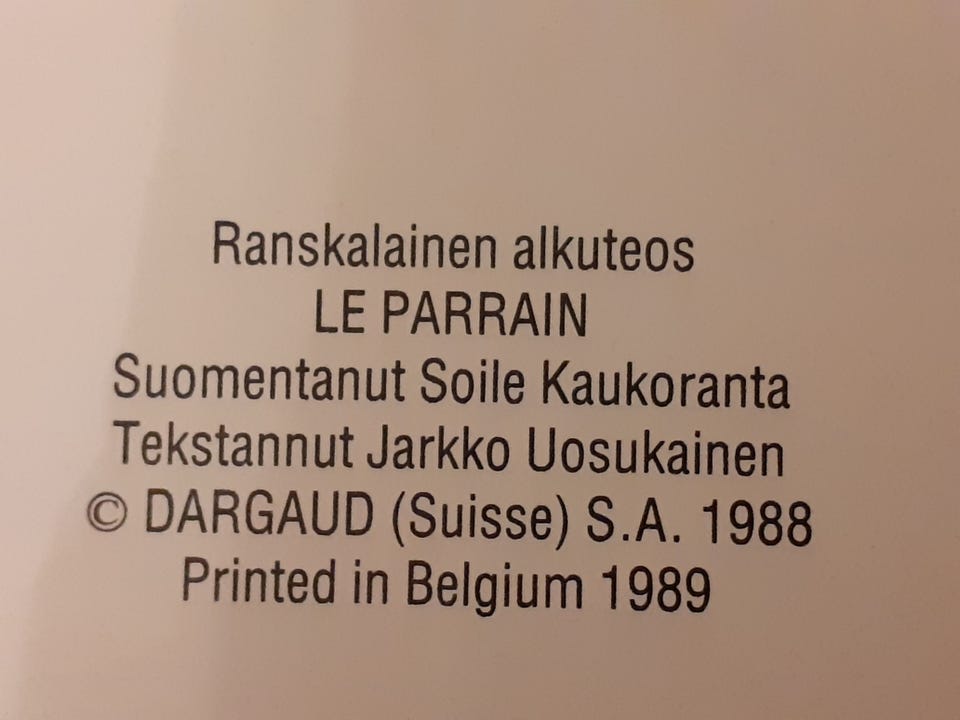 Ranskalainen alkuteos
LE PARRAIN
Suomentanut Soile Kaukoranta
Tekstannut Jarkko Uosukainen
© DARGAUD (Suisse) S.A. 1988
Printed in Belgium 1989